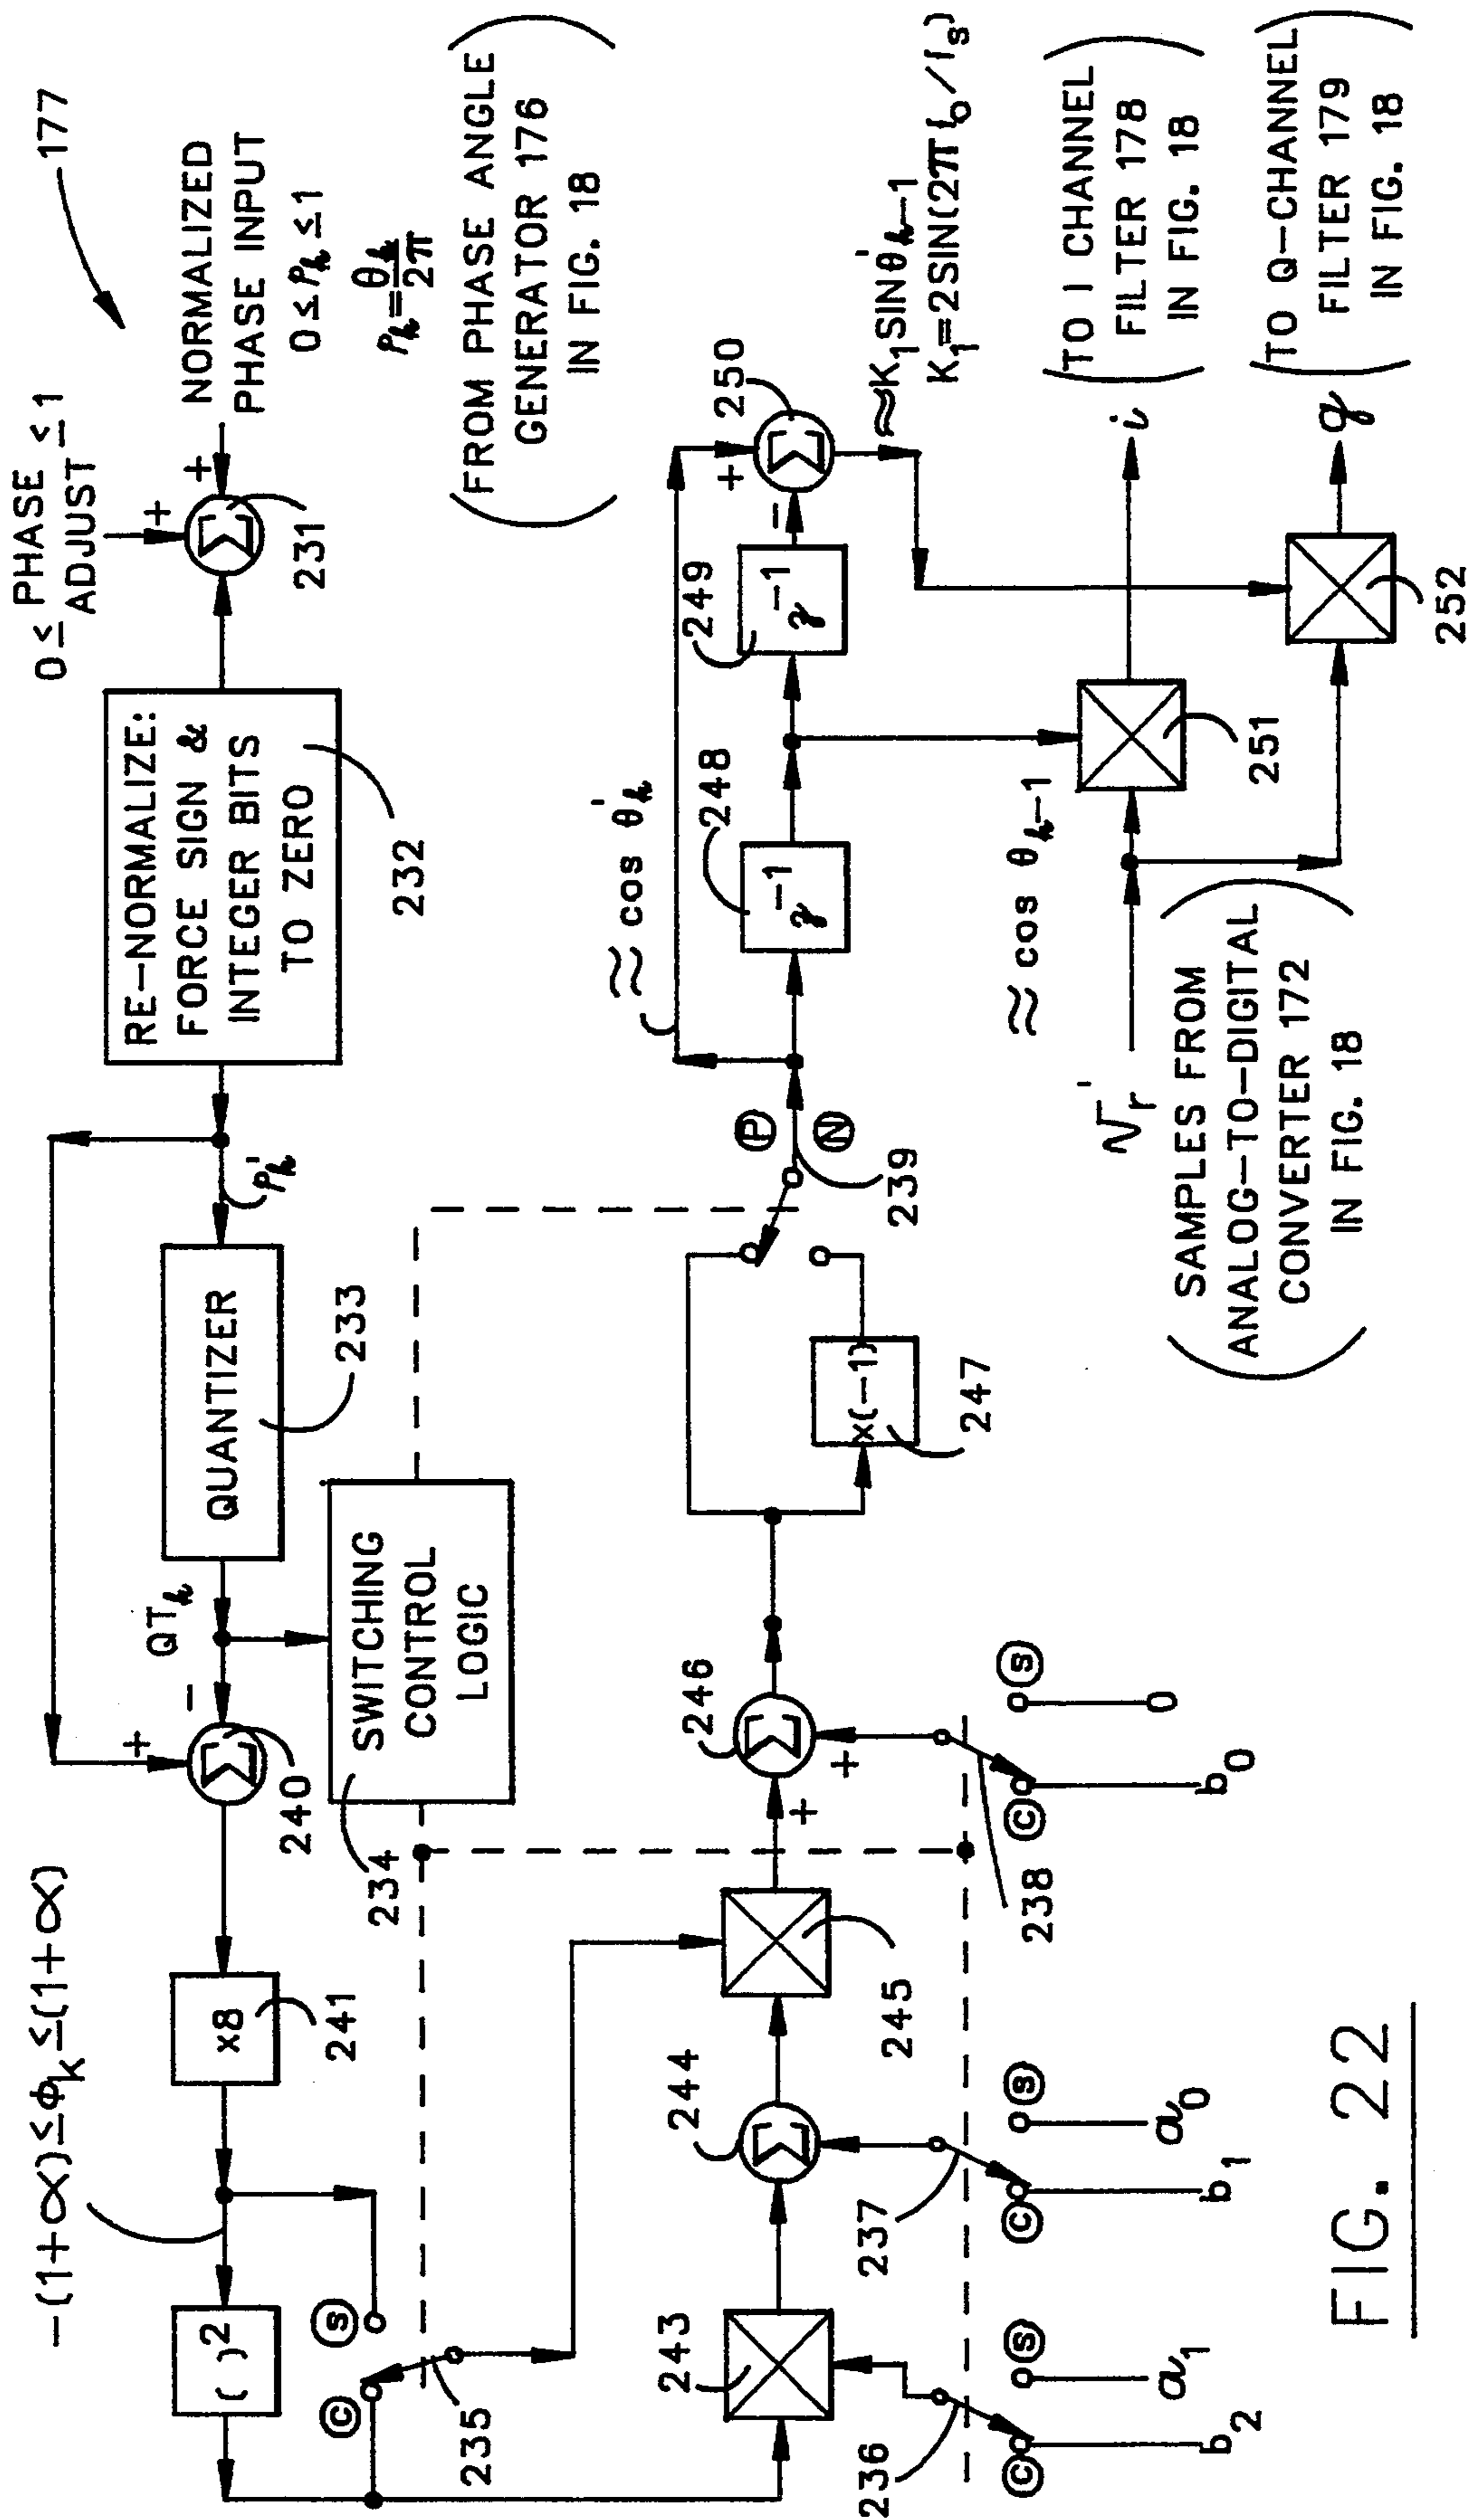 177
0 ≤ PHASE ≤ 1
ADJUST
NORMALIZED
PHASE INPUT
0 ≤ ρk ≤ 1
ρk = θk / 2π
(FROM PHASE ANGLE
GENERATOR 176
IN FIG. 18)
+
+
Σ
231
RE-NORMALIZE:
FORCE SIGN &
INTEGER BITS
TO ZERO
232
ρ'k
QUANTIZER
233
QTk
SWITCHING
CONTROL
LOGIC
234
+
−
Σ
240
x8
241
−(1+α) ≤ ΦK ≤ (1+α)
( )²
Ⓢ
Ⓒ
235
243
236
Ⓒ
Ⓢ
b2
a1
244
Σ
237
Ⓒ
Ⓢ
b1
a0
245
246
+
+
Σ
238
Ⓒ
Ⓢ
b0
0
x(−1)
247
Ⓟ
Ⓝ
239
≈ cos θ'k
248
z⁻¹
249
z⁻¹
+
−
Σ
250
≈K1 SINθ'k−1
K1=2SIN(2π fo/fs)
≈ cos θk−1
251
252
v'r
(SAMPLES FROM
ANALOG-TO-DIGITAL
CONVERTER 172
IN FIG. 18)
i
(TO I CHANNEL
FILTER 178
IN FIG. 18)
q
(TO Q-CHANNEL
FILTER 179
IN FIG. 18)
FIG. 22